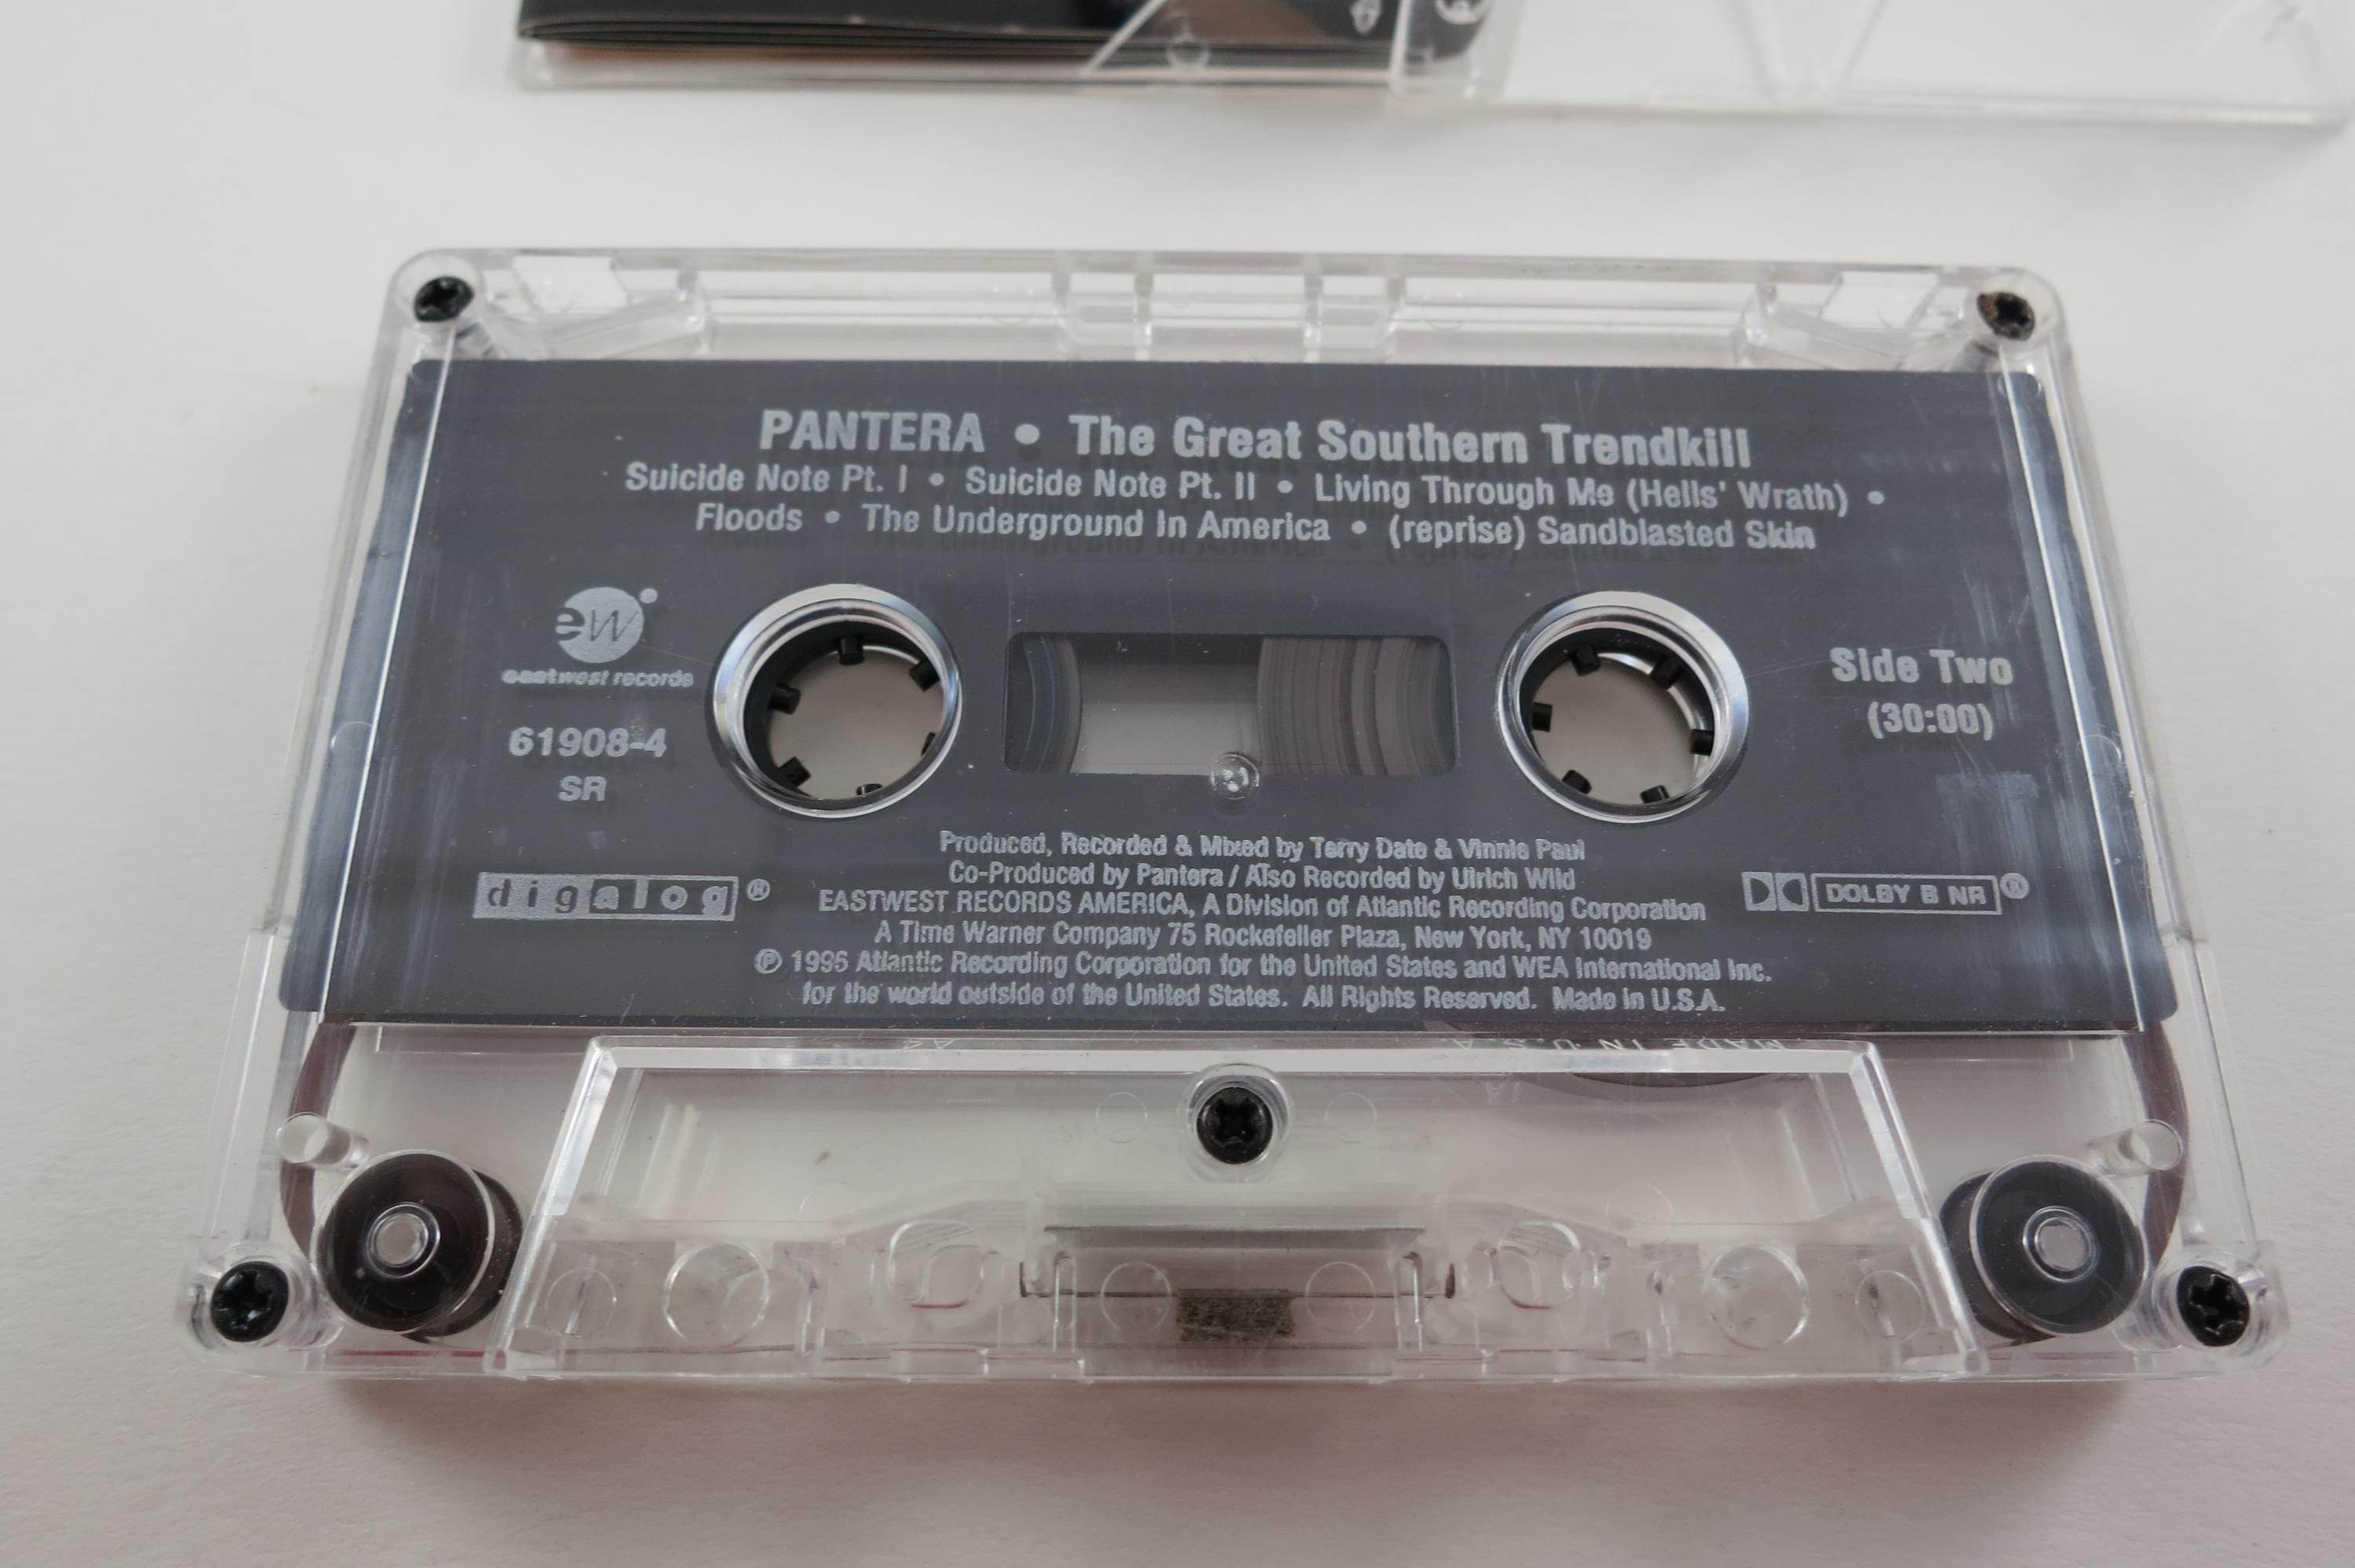 PANTERA • The Great Southern Trendkill
Suicide Note Pt. I • Suicide Note Pt. II • Living Through Me (Hells' Wrath) •
Floods • The Underground In America • (reprise) Sandblasted Skin
ew
eastwest records
61908-4
SR
Side Two
(30:00)
digalog®
DOLBY B NR®
Produced, Recorded & Mixed by Terry Date & Vinnie Paul
Co-Produced by Pantera / Also Recorded by Ulrich Wild
EASTWEST RECORDS AMERICA, A Division of Atlantic Recording Corporation
A Time Warner Company 75 Rockefeller Plaza, New York, NY 10019
℗ 1996 Atlantic Recording Corporation for the United States and WEA International Inc.
for the world outside of the United States. All Rights Reserved. Made in U.S.A.
MADE IN U.S.A.